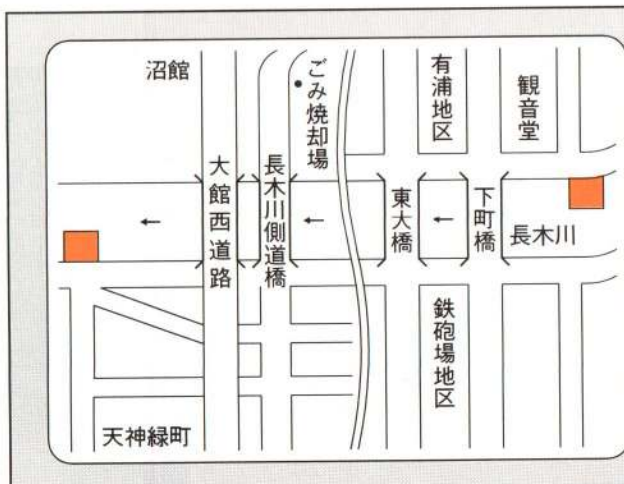 沼館
ごみ焼却場
有浦地区
観音堂
大館西道路
長木川側道橋
東大橋
下町橋
長木川
鉄砲場地区
天神緑町